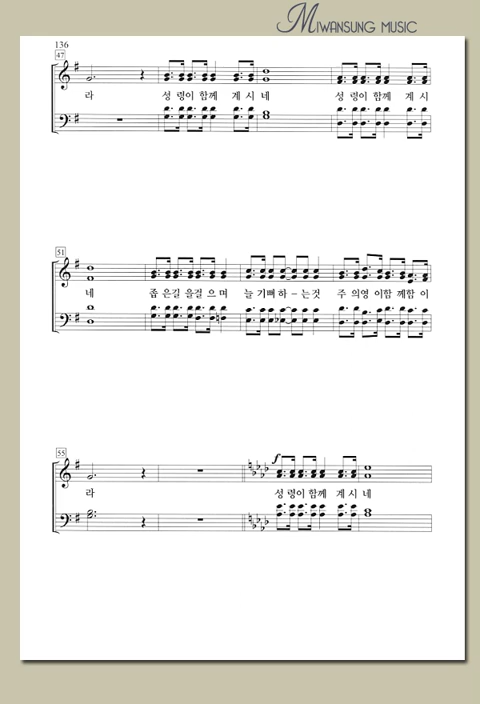 MIWANSUNG MUSIC
136
47
라 성 령이 함께 계 시 네 성 령이 함께 계 시
51
네 좁 은길 을걸 으며 늘 기뻐하-는것 주 의영 이함 께함 이
55
f
라 성 령이 함께 계 시 네